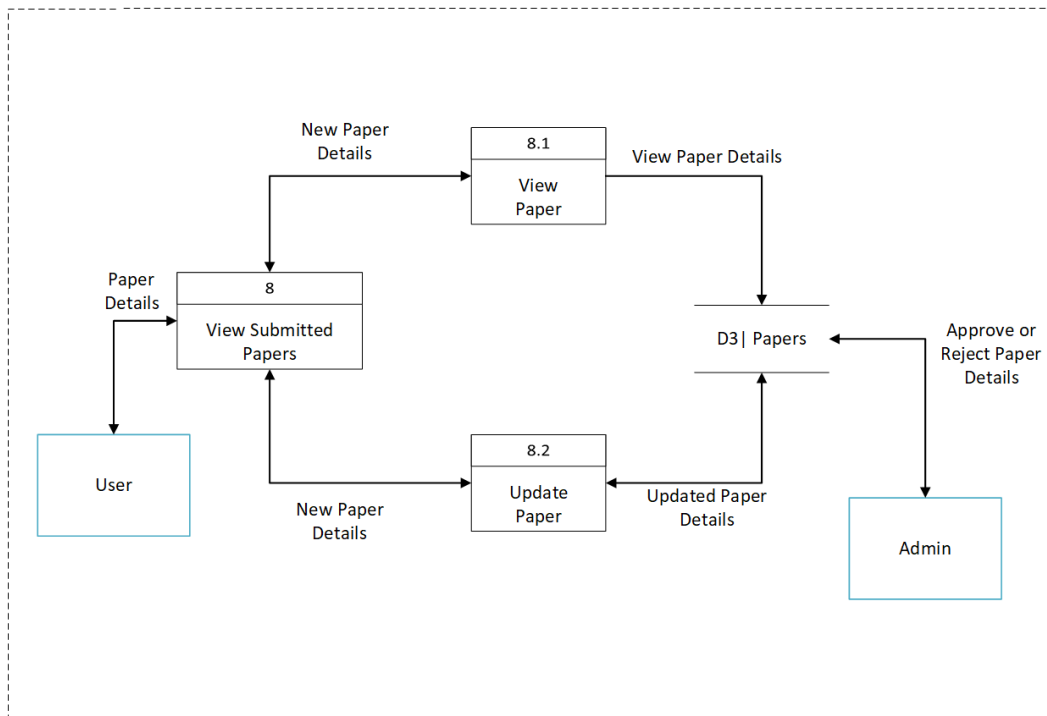 New Paper
Details
8.1
View
Paper
View Paper Details
Paper
Details
8
View Submitted
Papers
D3| Papers
Approve or
Reject Paper
Details
User
8.2
Update
Paper
New Paper
Details
Updated Paper
Details
Admin